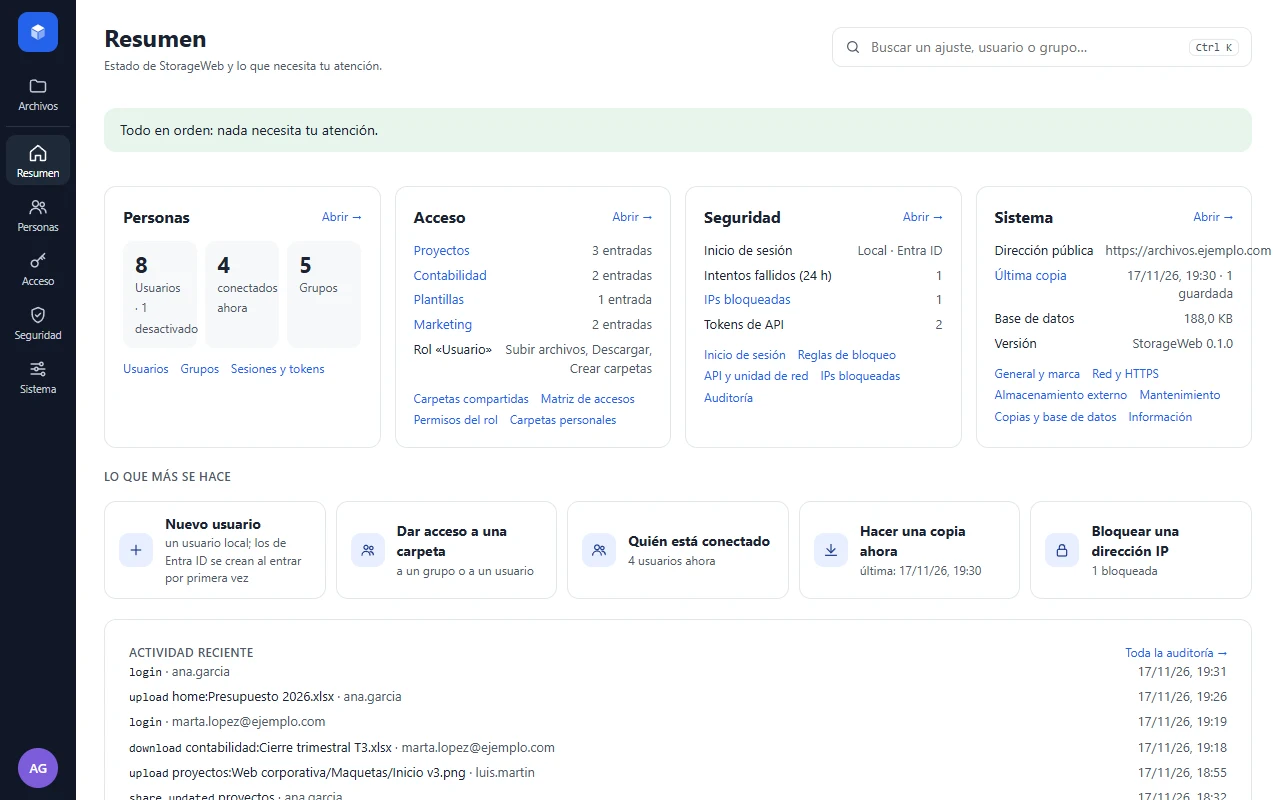 Resumen
Estado de StorageWeb y lo que necesita tu atención.
Buscar un ajuste, usuario o grupo...
Ctrl K
Archivos
Resumen
Personas
Acceso
Seguridad
Sistema
AG
Todo en orden: nada necesita tu atención.
Personas
Abrir →
8
Usuarios
· 1
desactivado
4
conectados
ahora
5
Grupos
Usuarios Grupos Sesiones y tokens
Acceso
Abrir →
Proyectos 3 entradas
Contabilidad 2 entradas
Plantillas 1 entrada
Marketing 2 entradas
Rol «Usuario» Subir archivos, Descargar,
Crear carpetas
Carpetas compartidas Matriz de accesos
Permisos del rol Carpetas personales
Seguridad
Abrir →
Inicio de sesión Local · Entra ID
Intentos fallidos (24 h) 1
IPs bloqueadas 1
Tokens de API 2
Inicio de sesión Reglas de bloqueo
API y unidad de red IPs bloqueadas
Auditoría
Sistema
Abrir →
Dirección pública https://archivos.ejemplo.com
Última copia 17/11/26, 19:30 · 1
guardada
Base de datos 188,0 KB
Versión StorageWeb 0.1.0
General y marca Red y HTTPS
Almacenamiento externo Mantenimiento
Copias y base de datos Información
LO QUE MÁS SE HACE
Nuevo usuario
un usuario local; los de
Entra ID se crean al entrar
por primera vez
Dar acceso a una
carpeta
a un grupo o a un usuario
Quién está conectado
4 usuarios ahora
Hacer una copia
ahora
última: 17/11/26, 19:30
Bloquear una
dirección IP
1 bloqueada
ACTIVIDAD RECIENTE
Toda la auditoría →
login · ana.garcia 17/11/26, 19:31
upload home:Presupuesto 2026.xlsx · ana.garcia 17/11/26, 19:26
login · marta.lopez@ejemplo.com 17/11/26, 19:19
download contabilidad:Cierre trimestral T3.xlsx · marta.lopez@ejemplo.com 17/11/26, 19:18
upload proyectos:Web corporativa/Maquetas/Inicio v3.png · luis.martin 17/11/26, 18:55
share_updated proyectos · ana.garcia 17/11/26, 18:32